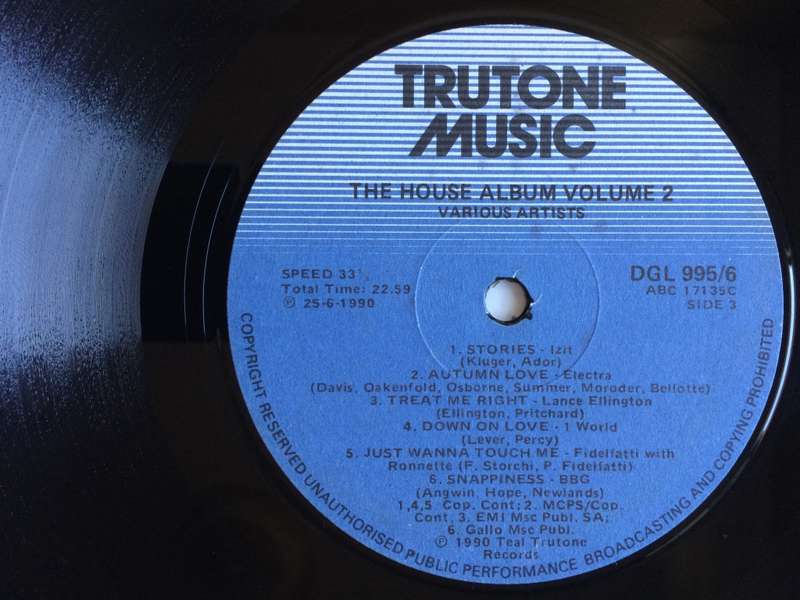 TRUTONE
MUSIC
THE HOUSE ALBUM VOLUME 2
VARIOUS ARTISTS
SPEED 33⅓
Total Time: 22.59
℗ 25-6-1990
DGL 995/6
ABC 17135C
SIDE 3
1. STORIES - Izit
(Kluger, Ador)
2. AUTUMN LOVE - Electra
(Davis, Oakenfold, Osborne, Summer, Moroder, Bellotte)
3. TREAT ME RIGHT - Lance Ellington
(Ellington, Pritchard)
4. DOWN ON LOVE - 1 World
(Lever, Percy)
5. JUST WANNA TOUCH ME - Fidelfatti with
Ronnette (F. Storchi, P. Fidelfatti)
6. SNAPPINESS - BBG
(Angwin, Hope, Newlands)
1,4,5 Cop. Cont; 2. MCPS/Cop.
Cont, 3. EMI Msc Publ. SA;
6. Gallo Msc Publ.
℗ 1990 Teal Trutone
Records
COPYRIGHT RESERVED UNAUTHORISED PUBLIC PERFORMANCE BROADCASTING AND COPYING PROHIBITED